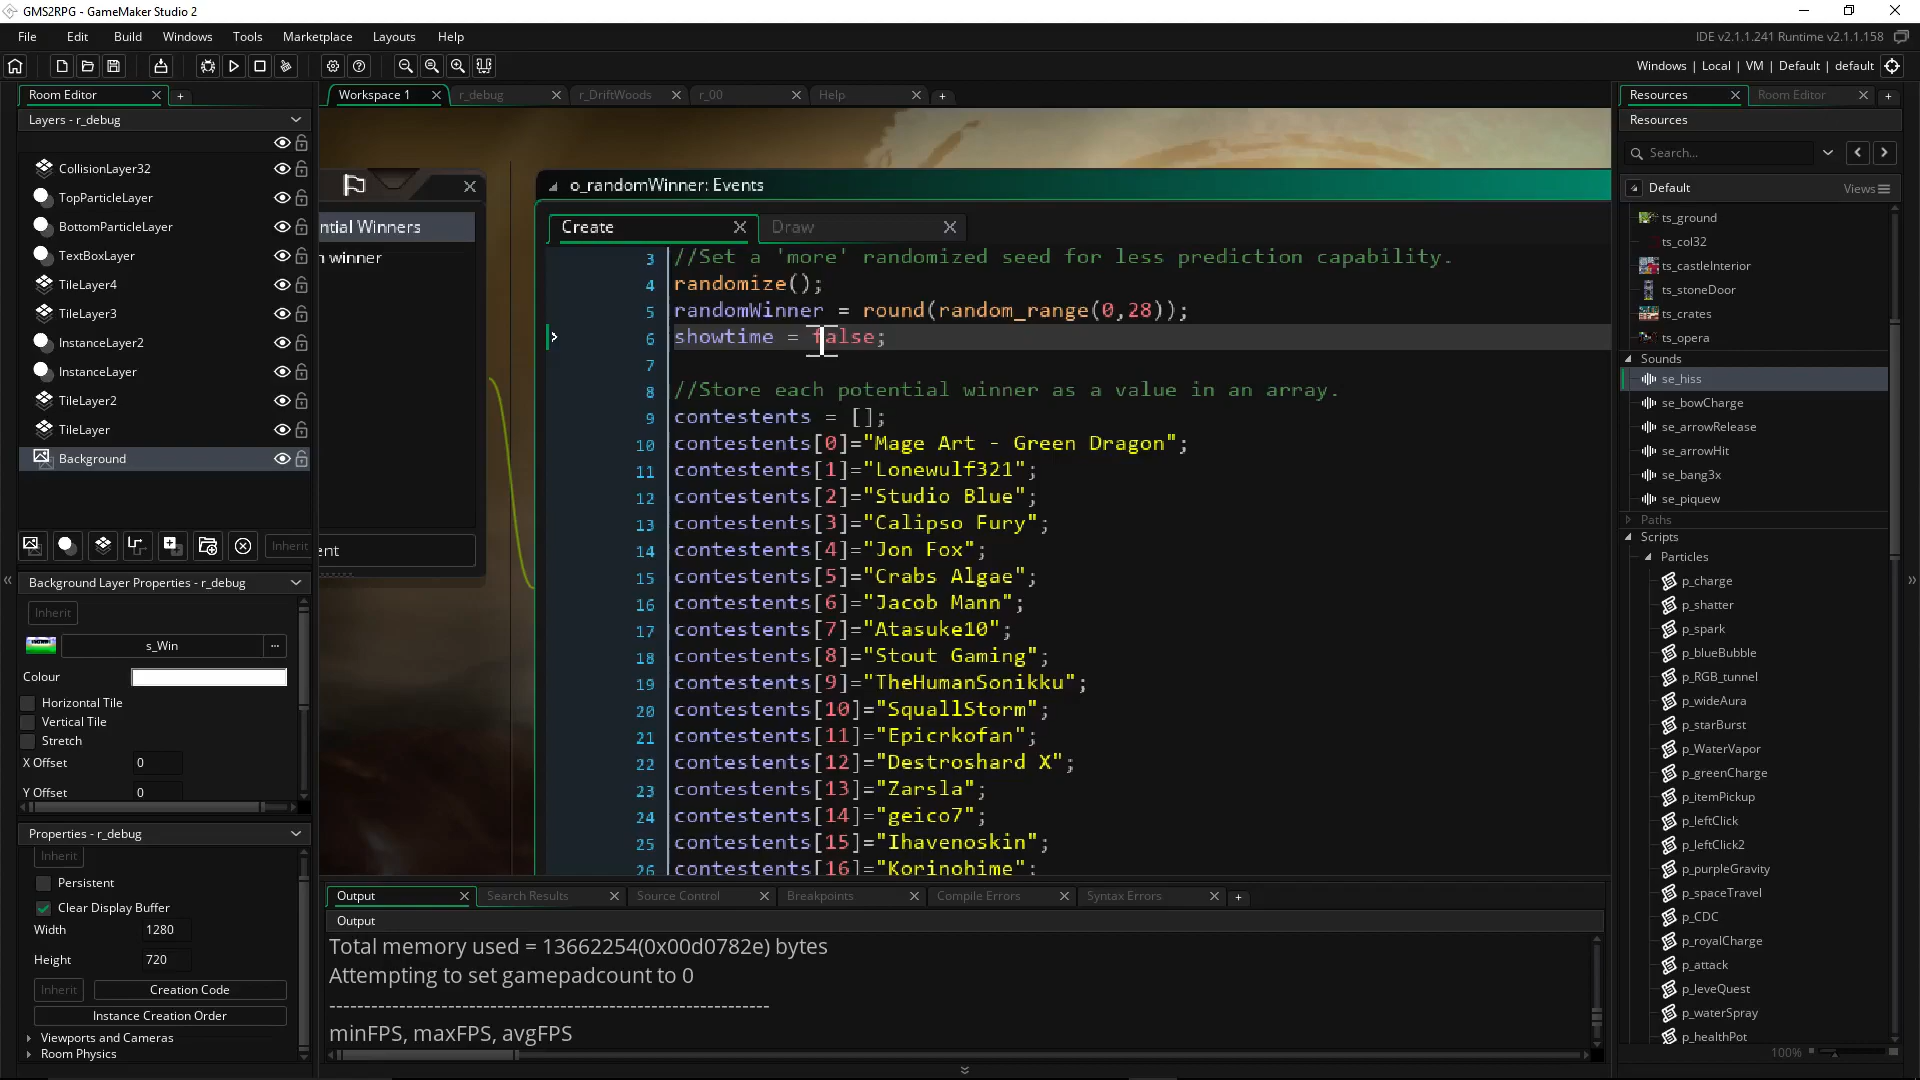 GMS2RPG - GameMaker Studio 2
File Edit Build Windows Tools Marketplace Layouts Help
IDE v2.1.1.241 Runtime v2.1.1.158
Windows | Local | VM | Default | default
Room Editor
Layers - r_debug
CollisionLayer32
TopParticleLayer
BottomParticleLayer
TextBoxLayer
TileLayer4
TileLayer3
InstanceLayer2
InstanceLayer
TileLayer2
TileLayer
Background
Inherit
Background Layer Properties - r_debug
Inherit
s_Win
...
Colour
Horizontal Tile
Vertical Tile
Stretch
X Offset 0
Y Offset 0
Properties - r_debug
Inherit
Persistent
Clear Display Buffer
Width 1280
Height 720
Inherit Creation Code
Instance Creation Order
Viewports and Cameras
Room Physics
Workspace 1 r_debug r_DriftWoods r_00 Help
ntial Winners
winner
ent
o_randomWinner: Events
Create Draw
3 //Set a 'more' randomized seed for less prediction capability.
4 randomize();
5 randomWinner = round(random_range(0,28));
6 showtime = false;
7
8 //Store each potential winner as a value in an array.
9 contestents = [];
10 contestents[0]="Mage Art - Green Dragon";
11 contestents[1]="Lonewulf321";
12 contestents[2]="Studio Blue";
13 contestents[3]="Calipso Fury";
14 contestents[4]="Jon Fox";
15 contestents[5]="Crabs Algae";
16 contestents[6]="Jacob Mann";
17 contestents[7]="Atasuke10";
18 contestents[8]="Stout Gaming";
19 contestents[9]="TheHumanSonikku";
20 contestents[10]="SquallStorm";
21 contestents[11]="Epicrkofan";
22 contestents[12]="Destroshard X";
23 contestents[13]="Zarsla";
24 contestents[14]="geico7";
25 contestents[15]="Ihavenoskin";
26 contestents[16]="Korinohime";
Output Search Results Source Control Breakpoints Compile Errors Syntax Errors
Output
Total memory used = 13662254(0x00d0782e) bytes
Attempting to set gamepadcount to 0
---------------------------------------------------------------
minFPS, maxFPS, avgFPS
Resources Room Editor
Resources
Search...
Default Views
ts_ground
ts_col32
ts_castleInterior
ts_stoneDoor
ts_crates
ts_opera
Sounds
se_hiss
se_bowCharge
se_arrowRelease
se_arrowHit
se_bang3x
se_piquew
Paths
Scripts
Particles
p_charge
p_shatter
p_spark
p_blueBubble
p_RGB_tunnel
p_wideAura
p_starBurst
p_WaterVapor
p_greenCharge
p_itemPickup
p_leftClick
p_leftClick2
p_purpleGravity
p_spaceTravel
p_CDC
p_royalCharge
p_attack
p_leveQuest
p_waterSpray
p_healthPot
100%